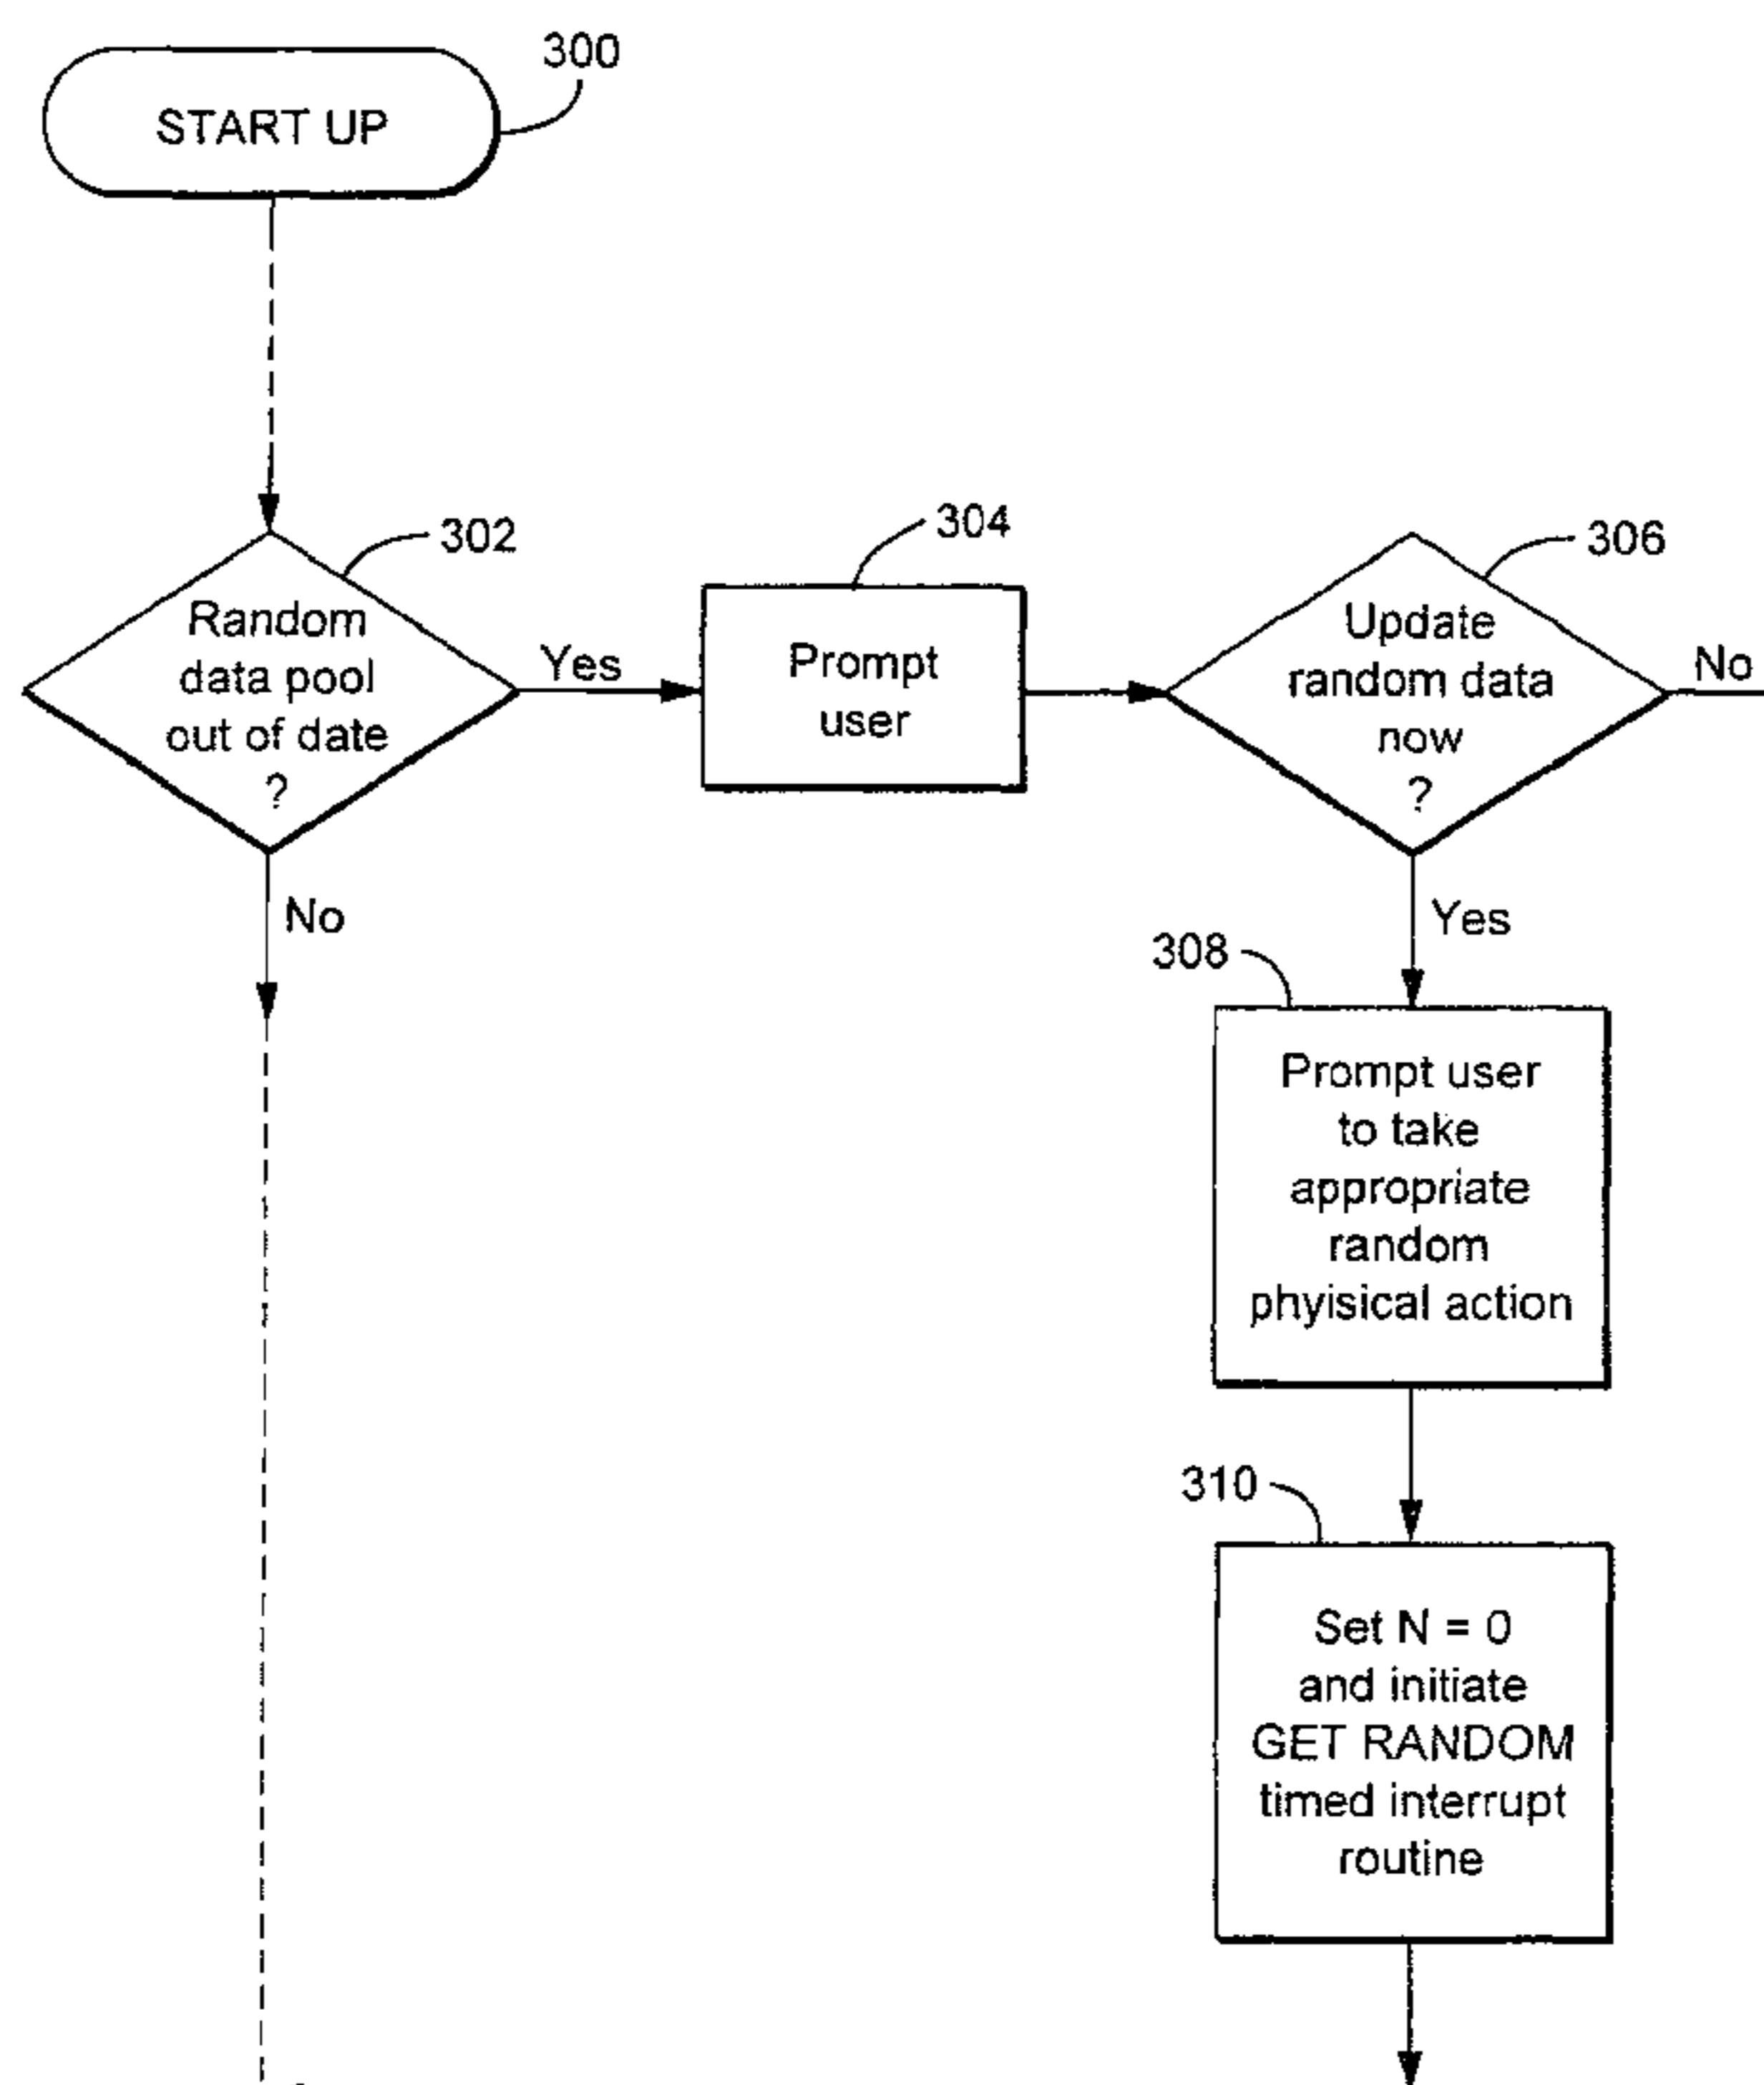 300
START UP
302
Random
data pool
out of date
?
Yes
No
304
Prompt
user
306
Update
random data
now
?
No
Yes
308
Prompt user
to take
appropriate
random
phyisical action
310
Set N = 0
and initiate
GET RANDOM
timed interrupt
routine